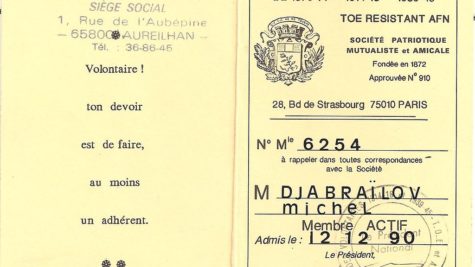 SIÈGE SOCIAL
1, Rue de l'Aubépine
65800 AUREILHAN
Tél. : 36-86-45
Volontaire !
ton devoir
est de faire,
au moins
un adhérent.
TOE RESISTANT AFN
SOCIÉTÉ PATRIOTIQUE
MUTUALISTE et AMICALE
Fondée en 1872
Approuvée N° 910
28, Bd de Strasbourg 75010 PARIS
N° Mle 6254
à rappeler dans toutes correspondances
avec la Société
M DJABRAÏLOV
michel
Membre ACTIF
Admis le : 12 12 90
Le Président,